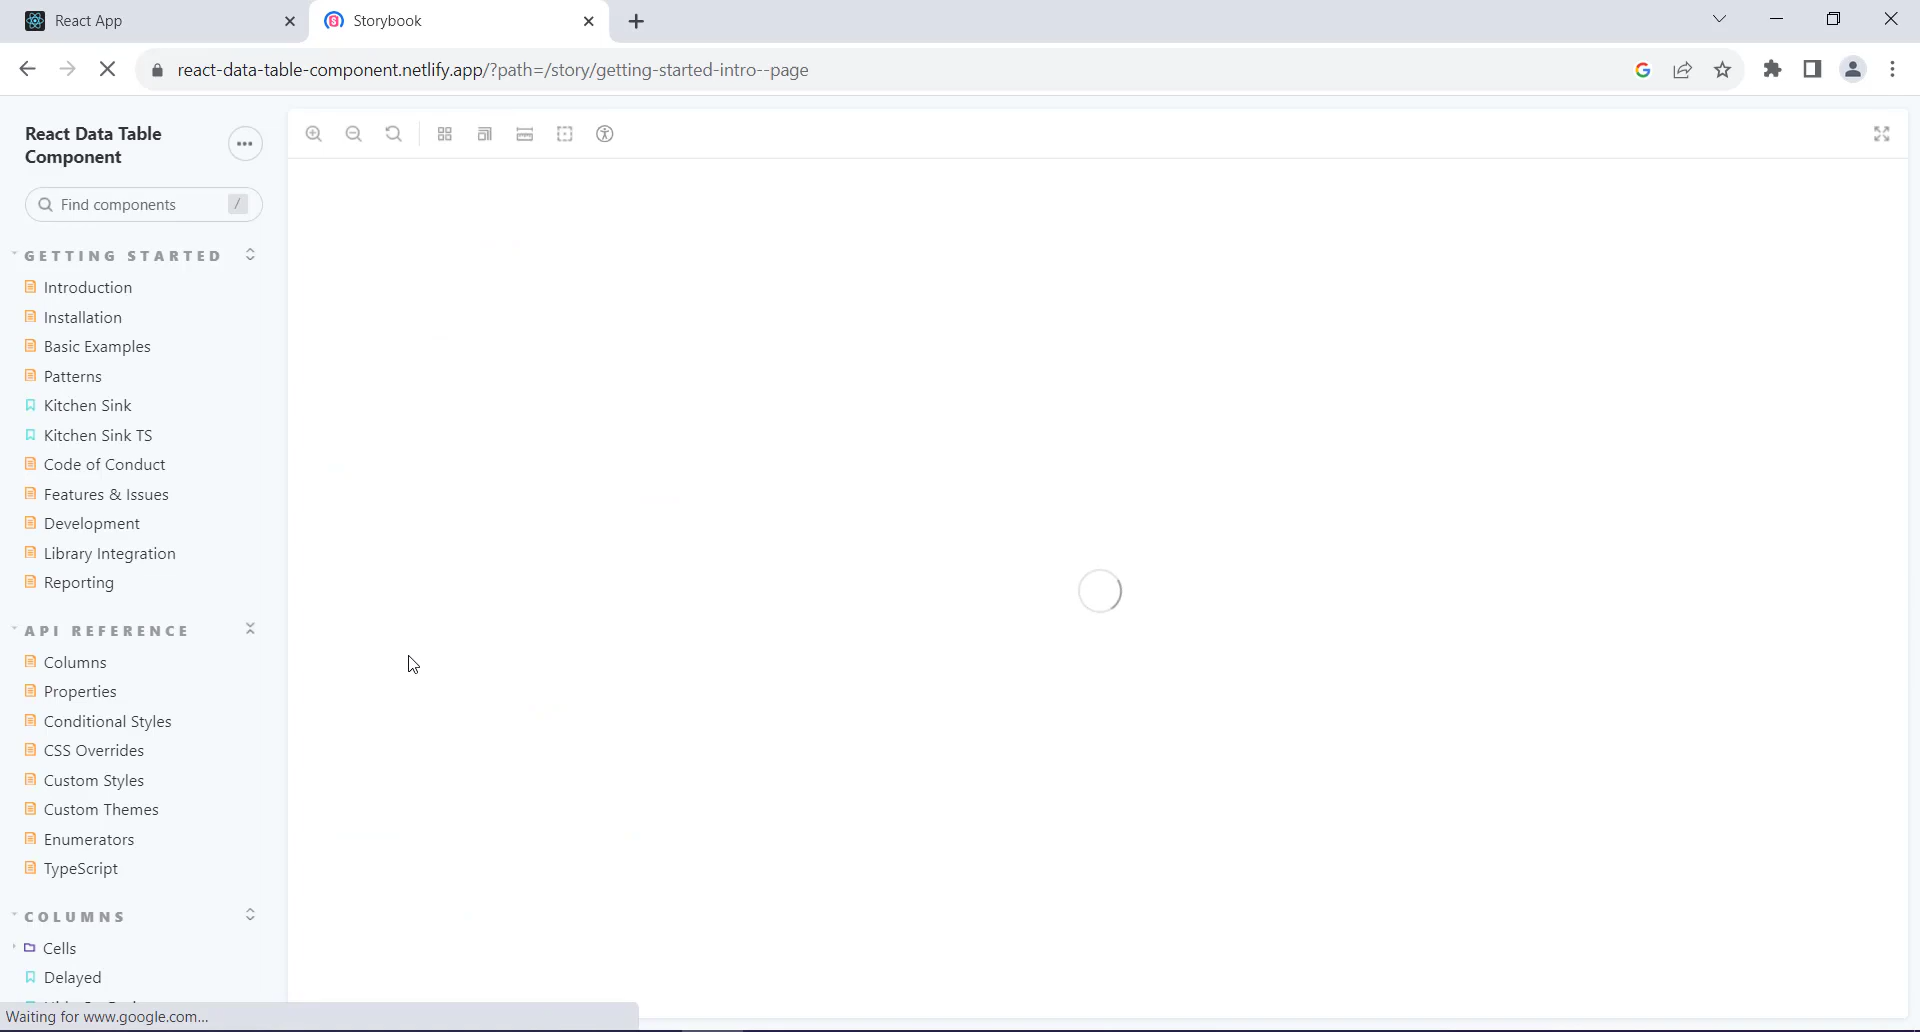 React App
Storybook
react-data-table-component.netlify.app/?path=/story/getting-started-intro--page
React Data Table
Component
Find components
/
GETTING STARTED
Introduction
Installation
Basic Examples
Patterns
Kitchen Sink
Kitchen Sink TS
Code of Conduct
Features & Issues
Development
Library Integration
Reporting
API REFERENCE
Columns
Properties
Conditional Styles
CSS Overrides
Custom Styles
Custom Themes
Enumerators
TypeScript
COLUMNS
Cells
Delayed
Waiting for www.google.com...